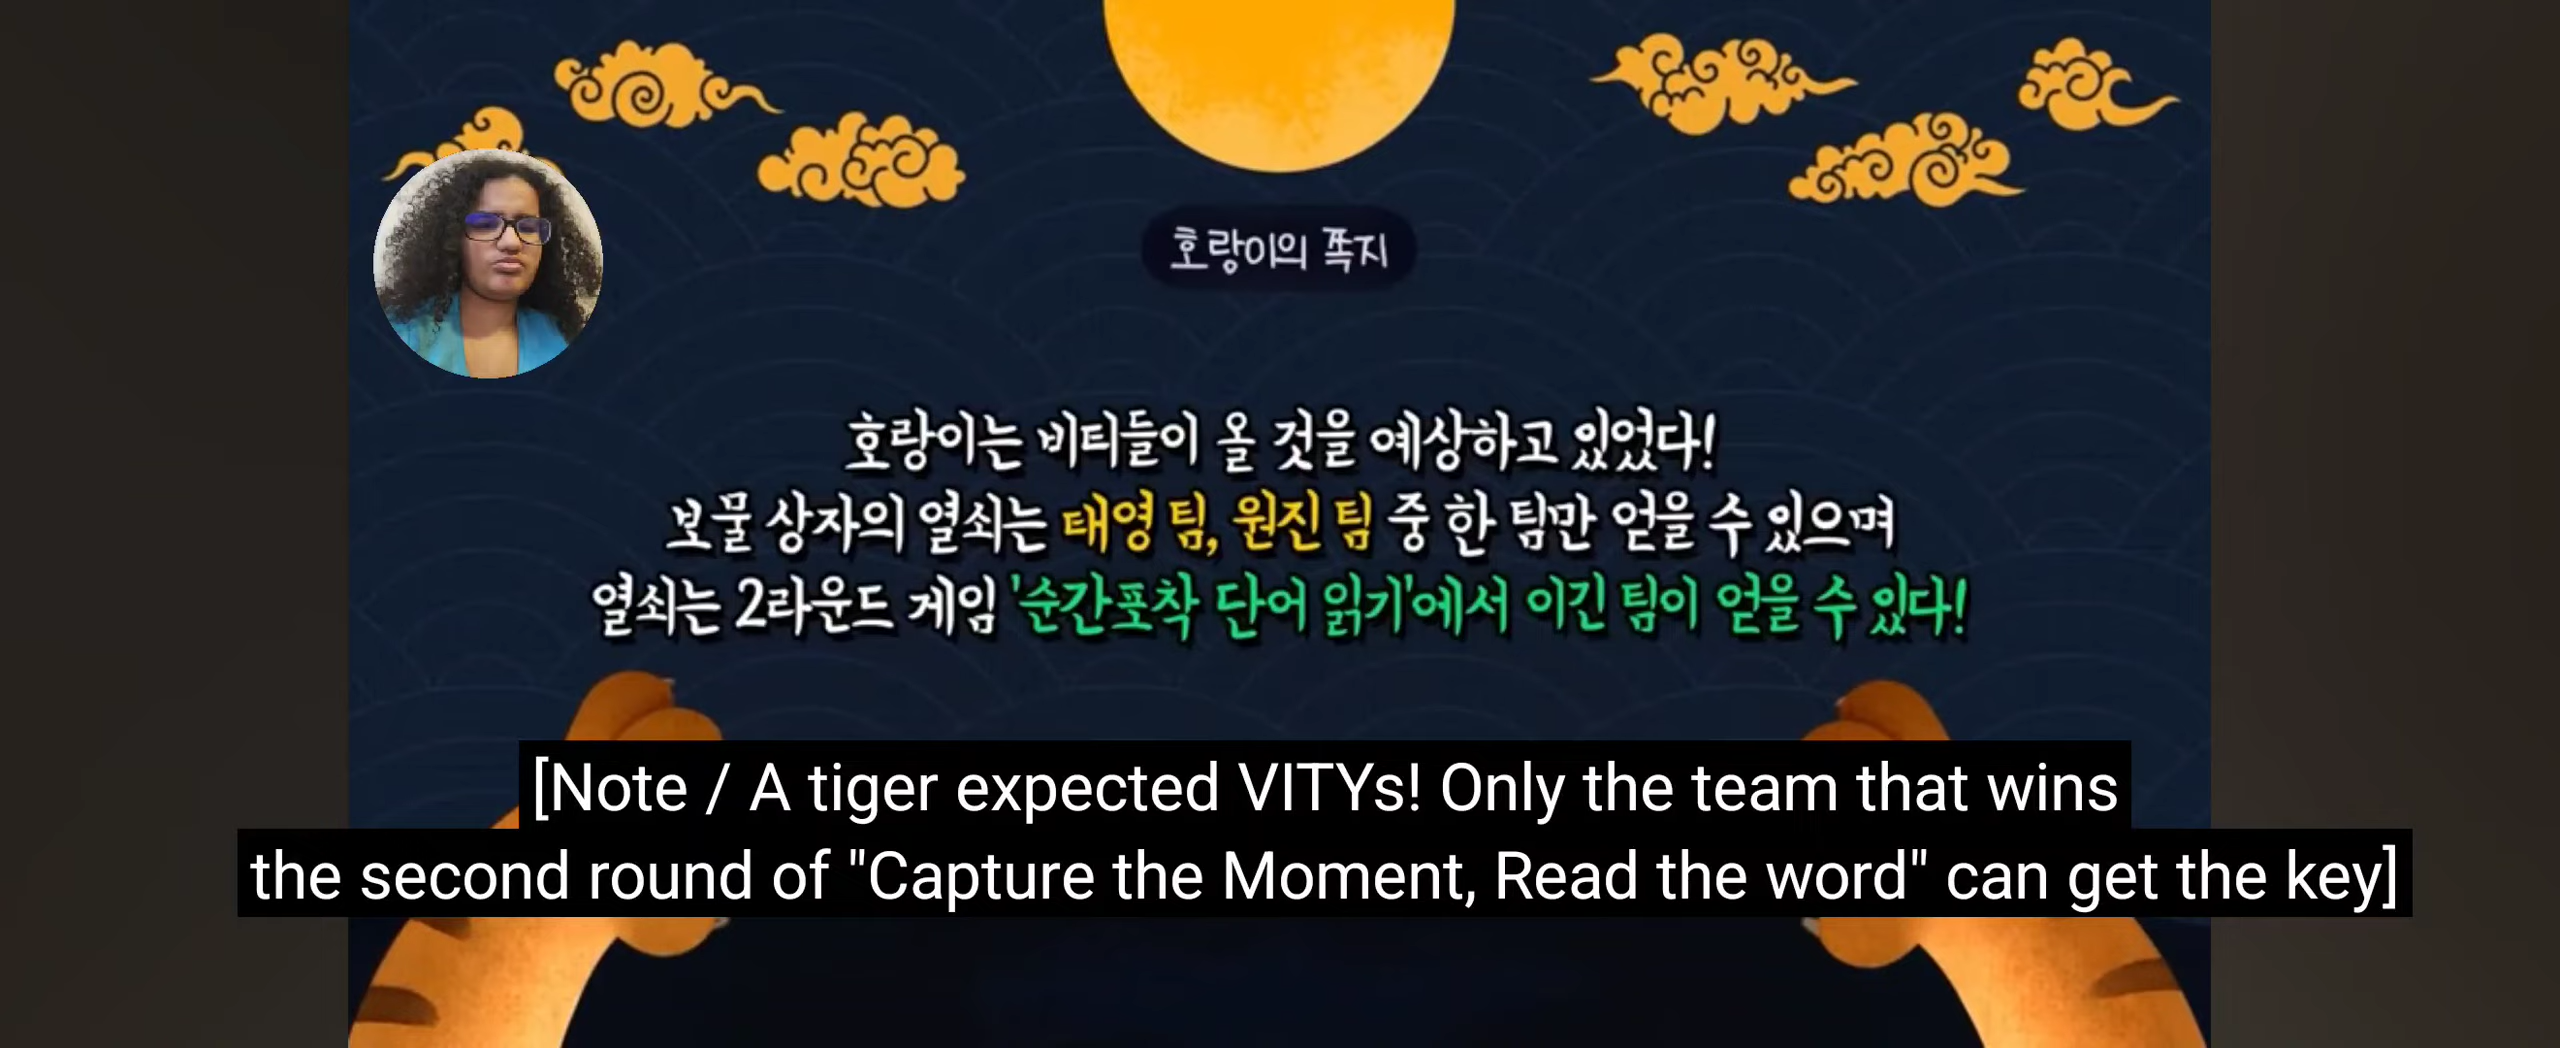 호랑이의 쪽지
호랑이는 비티들이 올 것을 예상하고 있었다!
보물 상자의 열쇠는 태영 팀, 원진 팀 중 한 팀만 얻을 수 있으며
열쇠는 2라운드 게임 '순간포착 단어 읽기'에서 이긴 팀이 얻을 수 있다!
[Note / A tiger expected VITYs! Only the team that wins
the second round of "Capture the Moment, Read the word" can get the key]